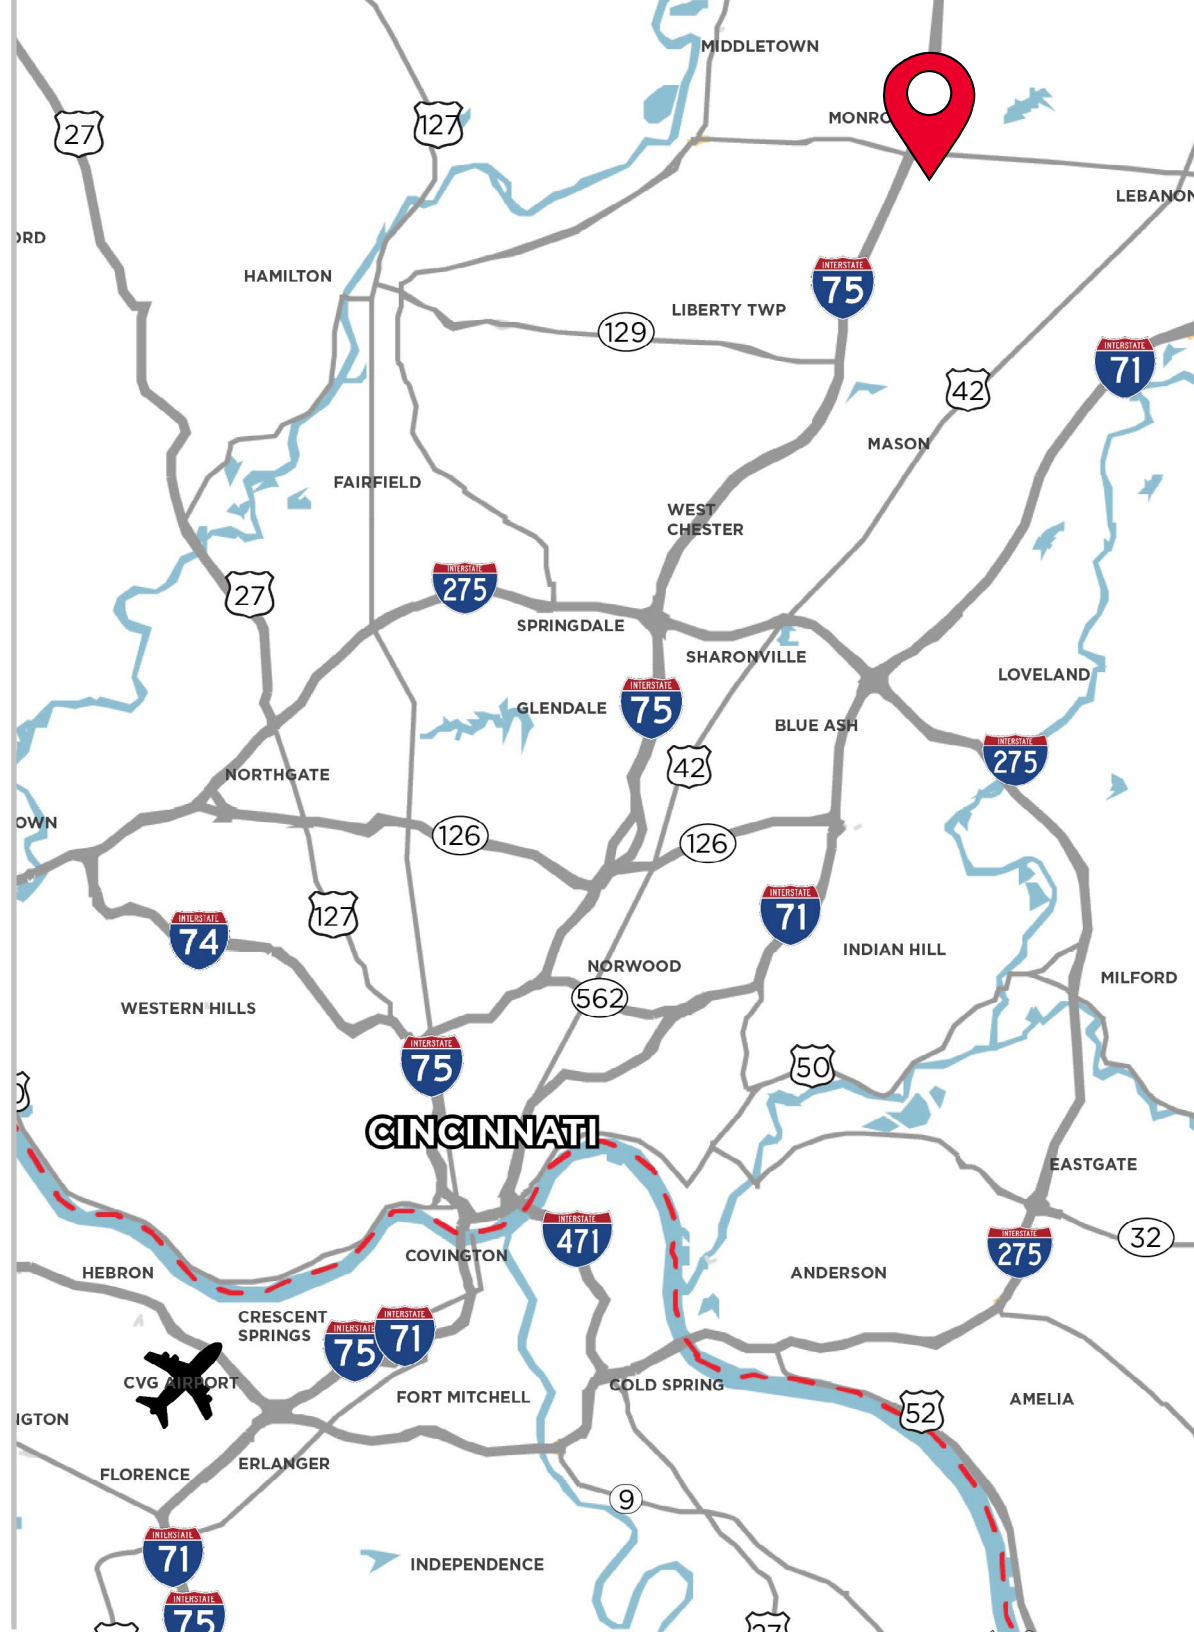 MIDDLETOWN
MONRO
27
127
LEBANON
ORD
HAMILTON
INTERSTATE
75
LIBERTY TWP
129
INTERSTATE
71
42
MASON
FAIRFIELD
WEST
CHESTER
INTERSTATE
275
27
SPRINGDALE
SHARONVILLE
LOVELAND
INTERSTATE
75
GLENDALE
BLUE ASH
INTERSTATE
275
42
NORTHGATE
OWN
126
126
127
INTERSTATE
71
INTERSTATE
74
INDIAN HILL
NORWOOD
MILFORD
562
WESTERN HILLS
INTERSTATE
75
50
CINCINNATI
EASTGATE
INTERSTATE
471
32
INTERSTATE
275
COVINGTON
HEBRON
ANDERSON
CRESCENT
SPRINGS
INTERSTATE
75
INTERSTATE
71
CVG AIRPORT
COLD SPRING
FORT MITCHELL
AMELIA
52
IGTON
ERLANGER
FLORENCE
9
INTERSTATE
71
INDEPENDENCE
INTERSTATE
75
27